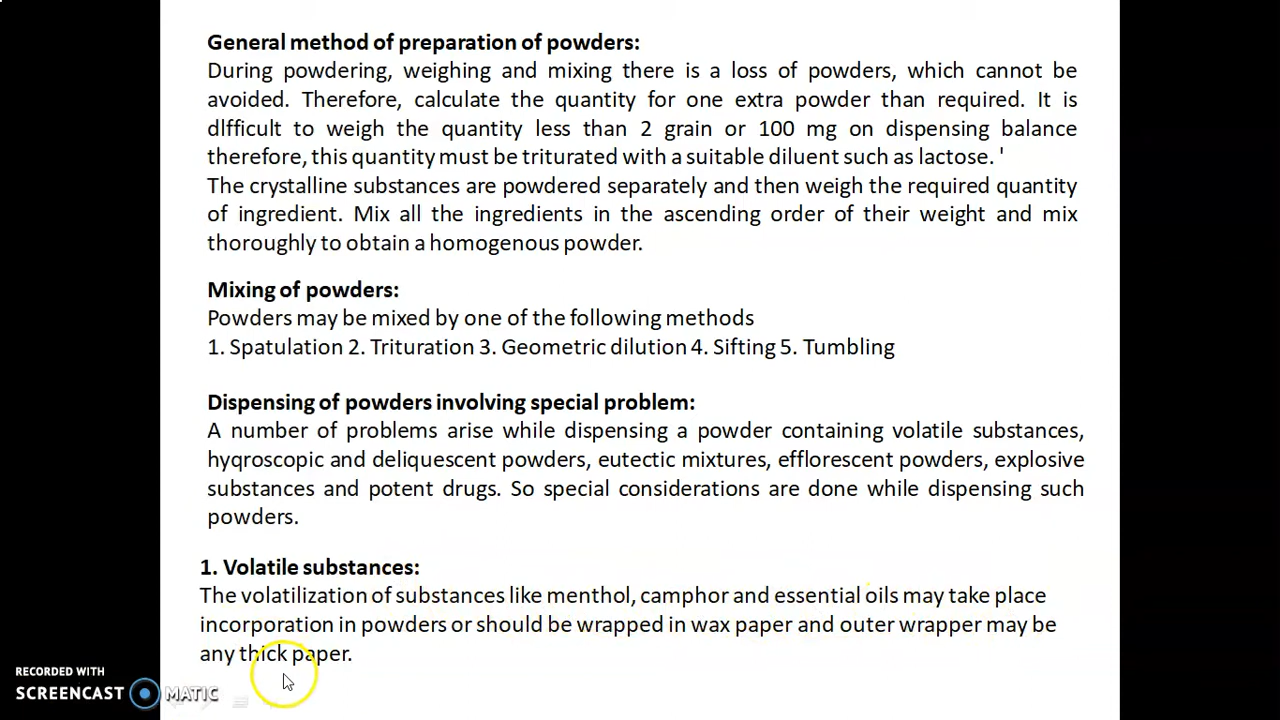 General method of preparation of powders:
During powdering, weighing and mixing there is a loss of powders, which cannot be
avoided. Therefore, calculate the quantity for one extra powder than required. It is
dIfficult to weigh the quantity less than 2 grain or 100 mg on dispensing balance
therefore, this quantity must be triturated with a suitable diluent such as lactose. '
The crystalline substances are powdered separately and then weigh the required quantity
of ingredient. Mix all the ingredients in the ascending order of their weight and mix
thoroughly to obtain a homogenous powder.
Mixing of powders:
Powders may be mixed by one of the following methods
1. Spatulation 2. Trituration 3. Geometric dilution 4. Sifting 5. Tumbling
Dispensing of powders involving special problem:
A number of problems arise while dispensing a powder containing volatile substances,
hyqroscopic and deliquescent powders, eutectic mixtures, efflorescent powders, explosive
substances and potent drugs. So special considerations are done while dispensing such
powders.
1. Volatile substances:
The volatilization of substances like menthol, camphor and essential oils may take place
incorporation in powders or should be wrapped in wax paper and outer wrapper may be
any thick paper.
RECORDED WITH
SCREENCAST MATIC